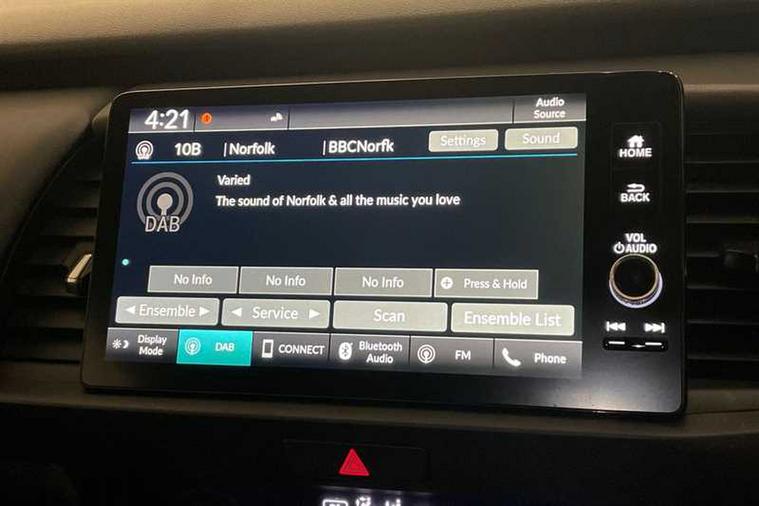 4:21
Audio
Source
10B |Norfolk |BBCNorfk Settings Sound
HOME
DAB
Varied
The sound of Norfolk & all the music you love
BACK
VOL
AUDIO
No Info No Info No Info Press & Hold
Ensemble Service Scan Ensemble List
Display
Mode
DAB CONNECT
Bluetooth
Audio
FM Phone